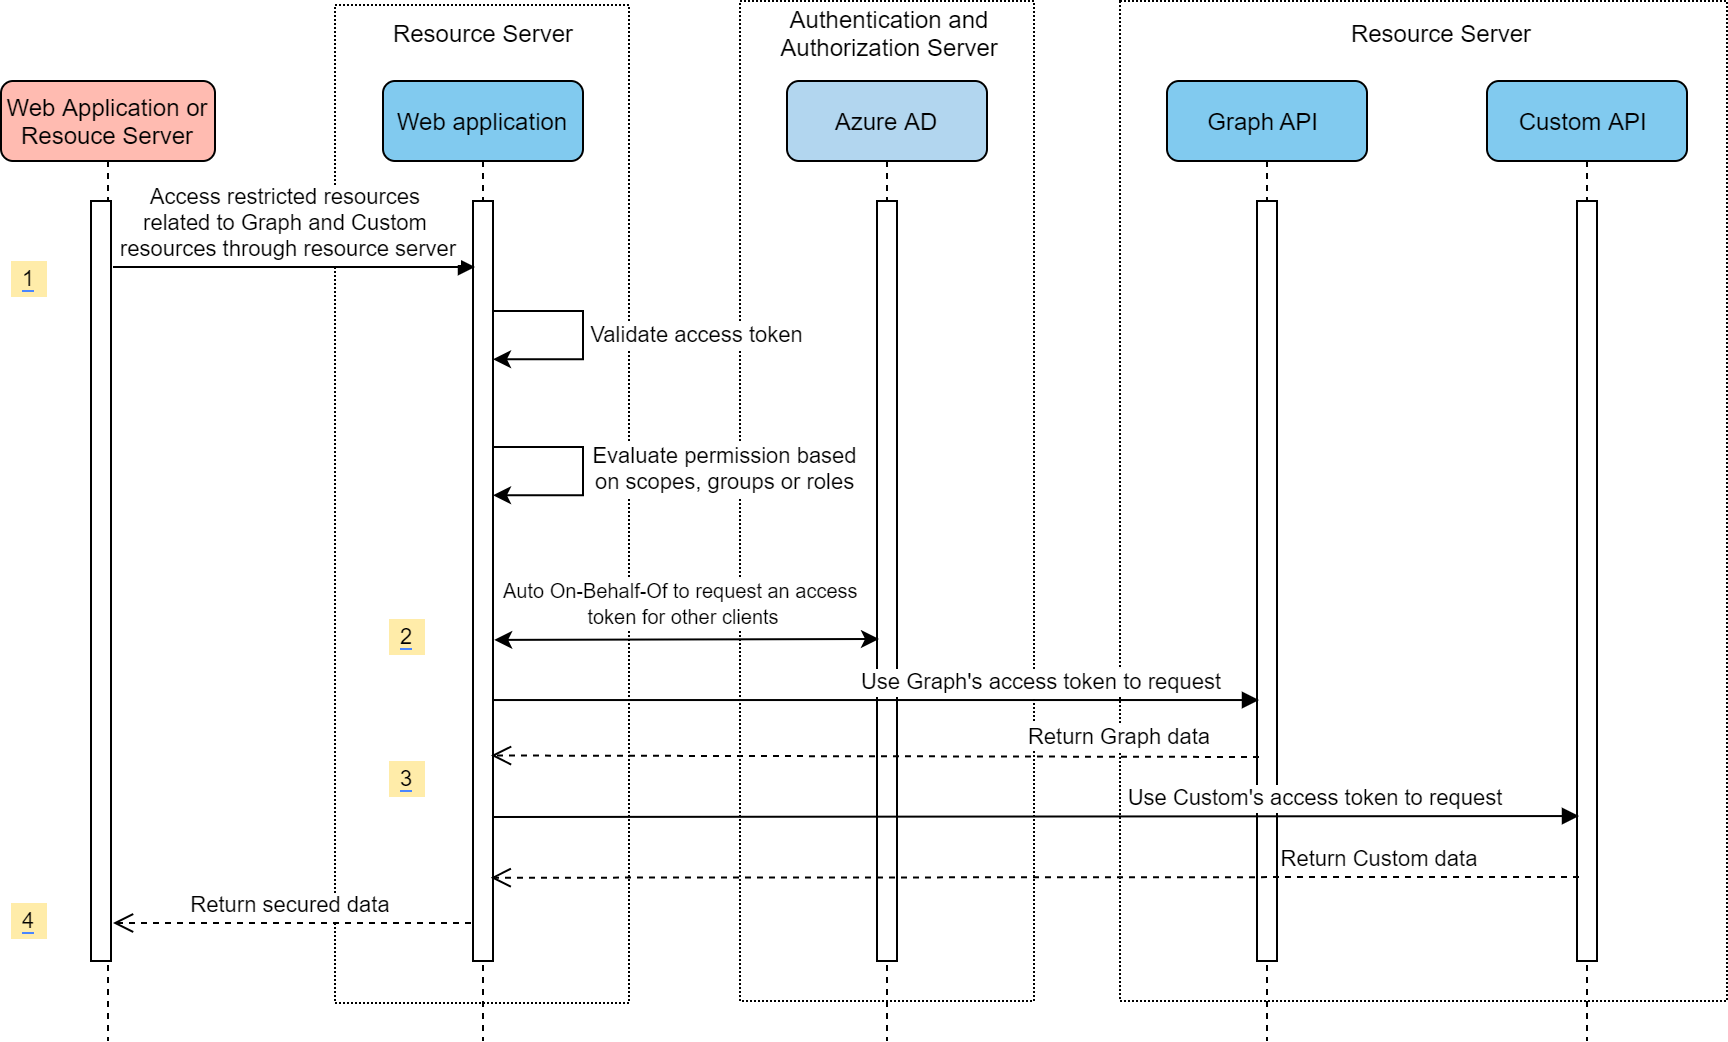 Resource Server
Authentication and
Authorization Server
Resource Server
Web Application or
Resouce Server
Web application
Azure AD
Graph API
Custom API
Access restricted resources
related to Graph and Custom
resources through resource server
1
Validate access token
Evaluate permission based
on scopes, groups or roles
Auto On-Behalf-Of to request an access
token for other clients
2
Use Graph's access token to request
Return Graph data
3
Use Custom's access token to request
Return Custom data
Return secured data
4